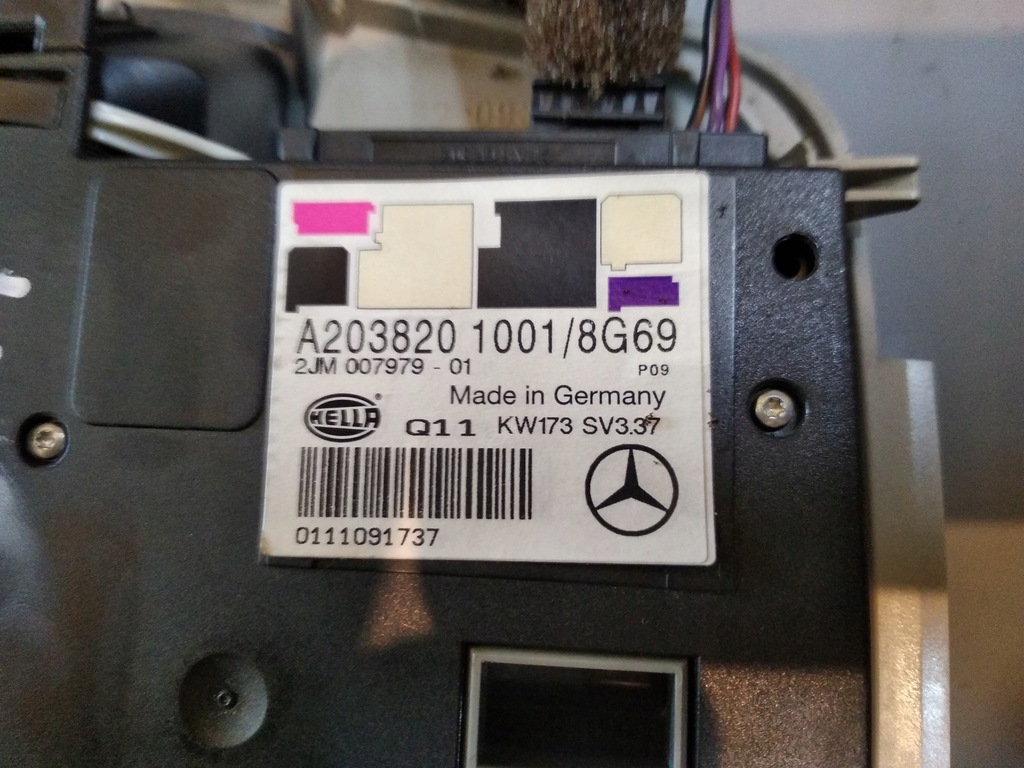 A203820 1001/8G69
2JM 007979 - 01 P09
Made in Germany
HELLA ® Q11 KW173 SV3.37
0111091737